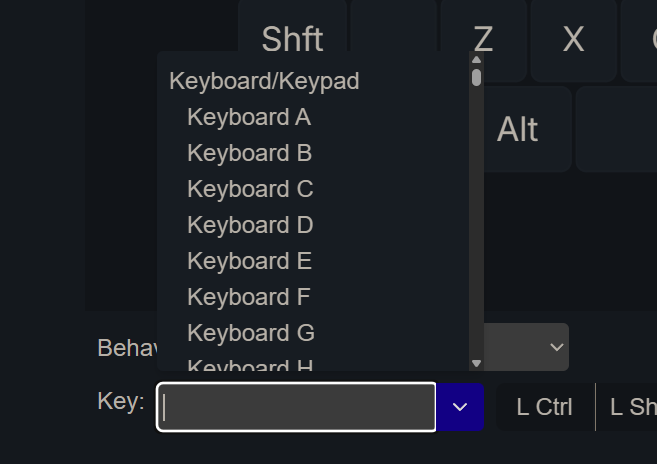 Shft Z X
Alt
Keyboard/Keypad
Keyboard A
Keyboard B
Keyboard C
Keyboard D
Keyboard E
Keyboard F
Keyboard G
Keyboard H
Behav
Key: L Ctrl L Sh